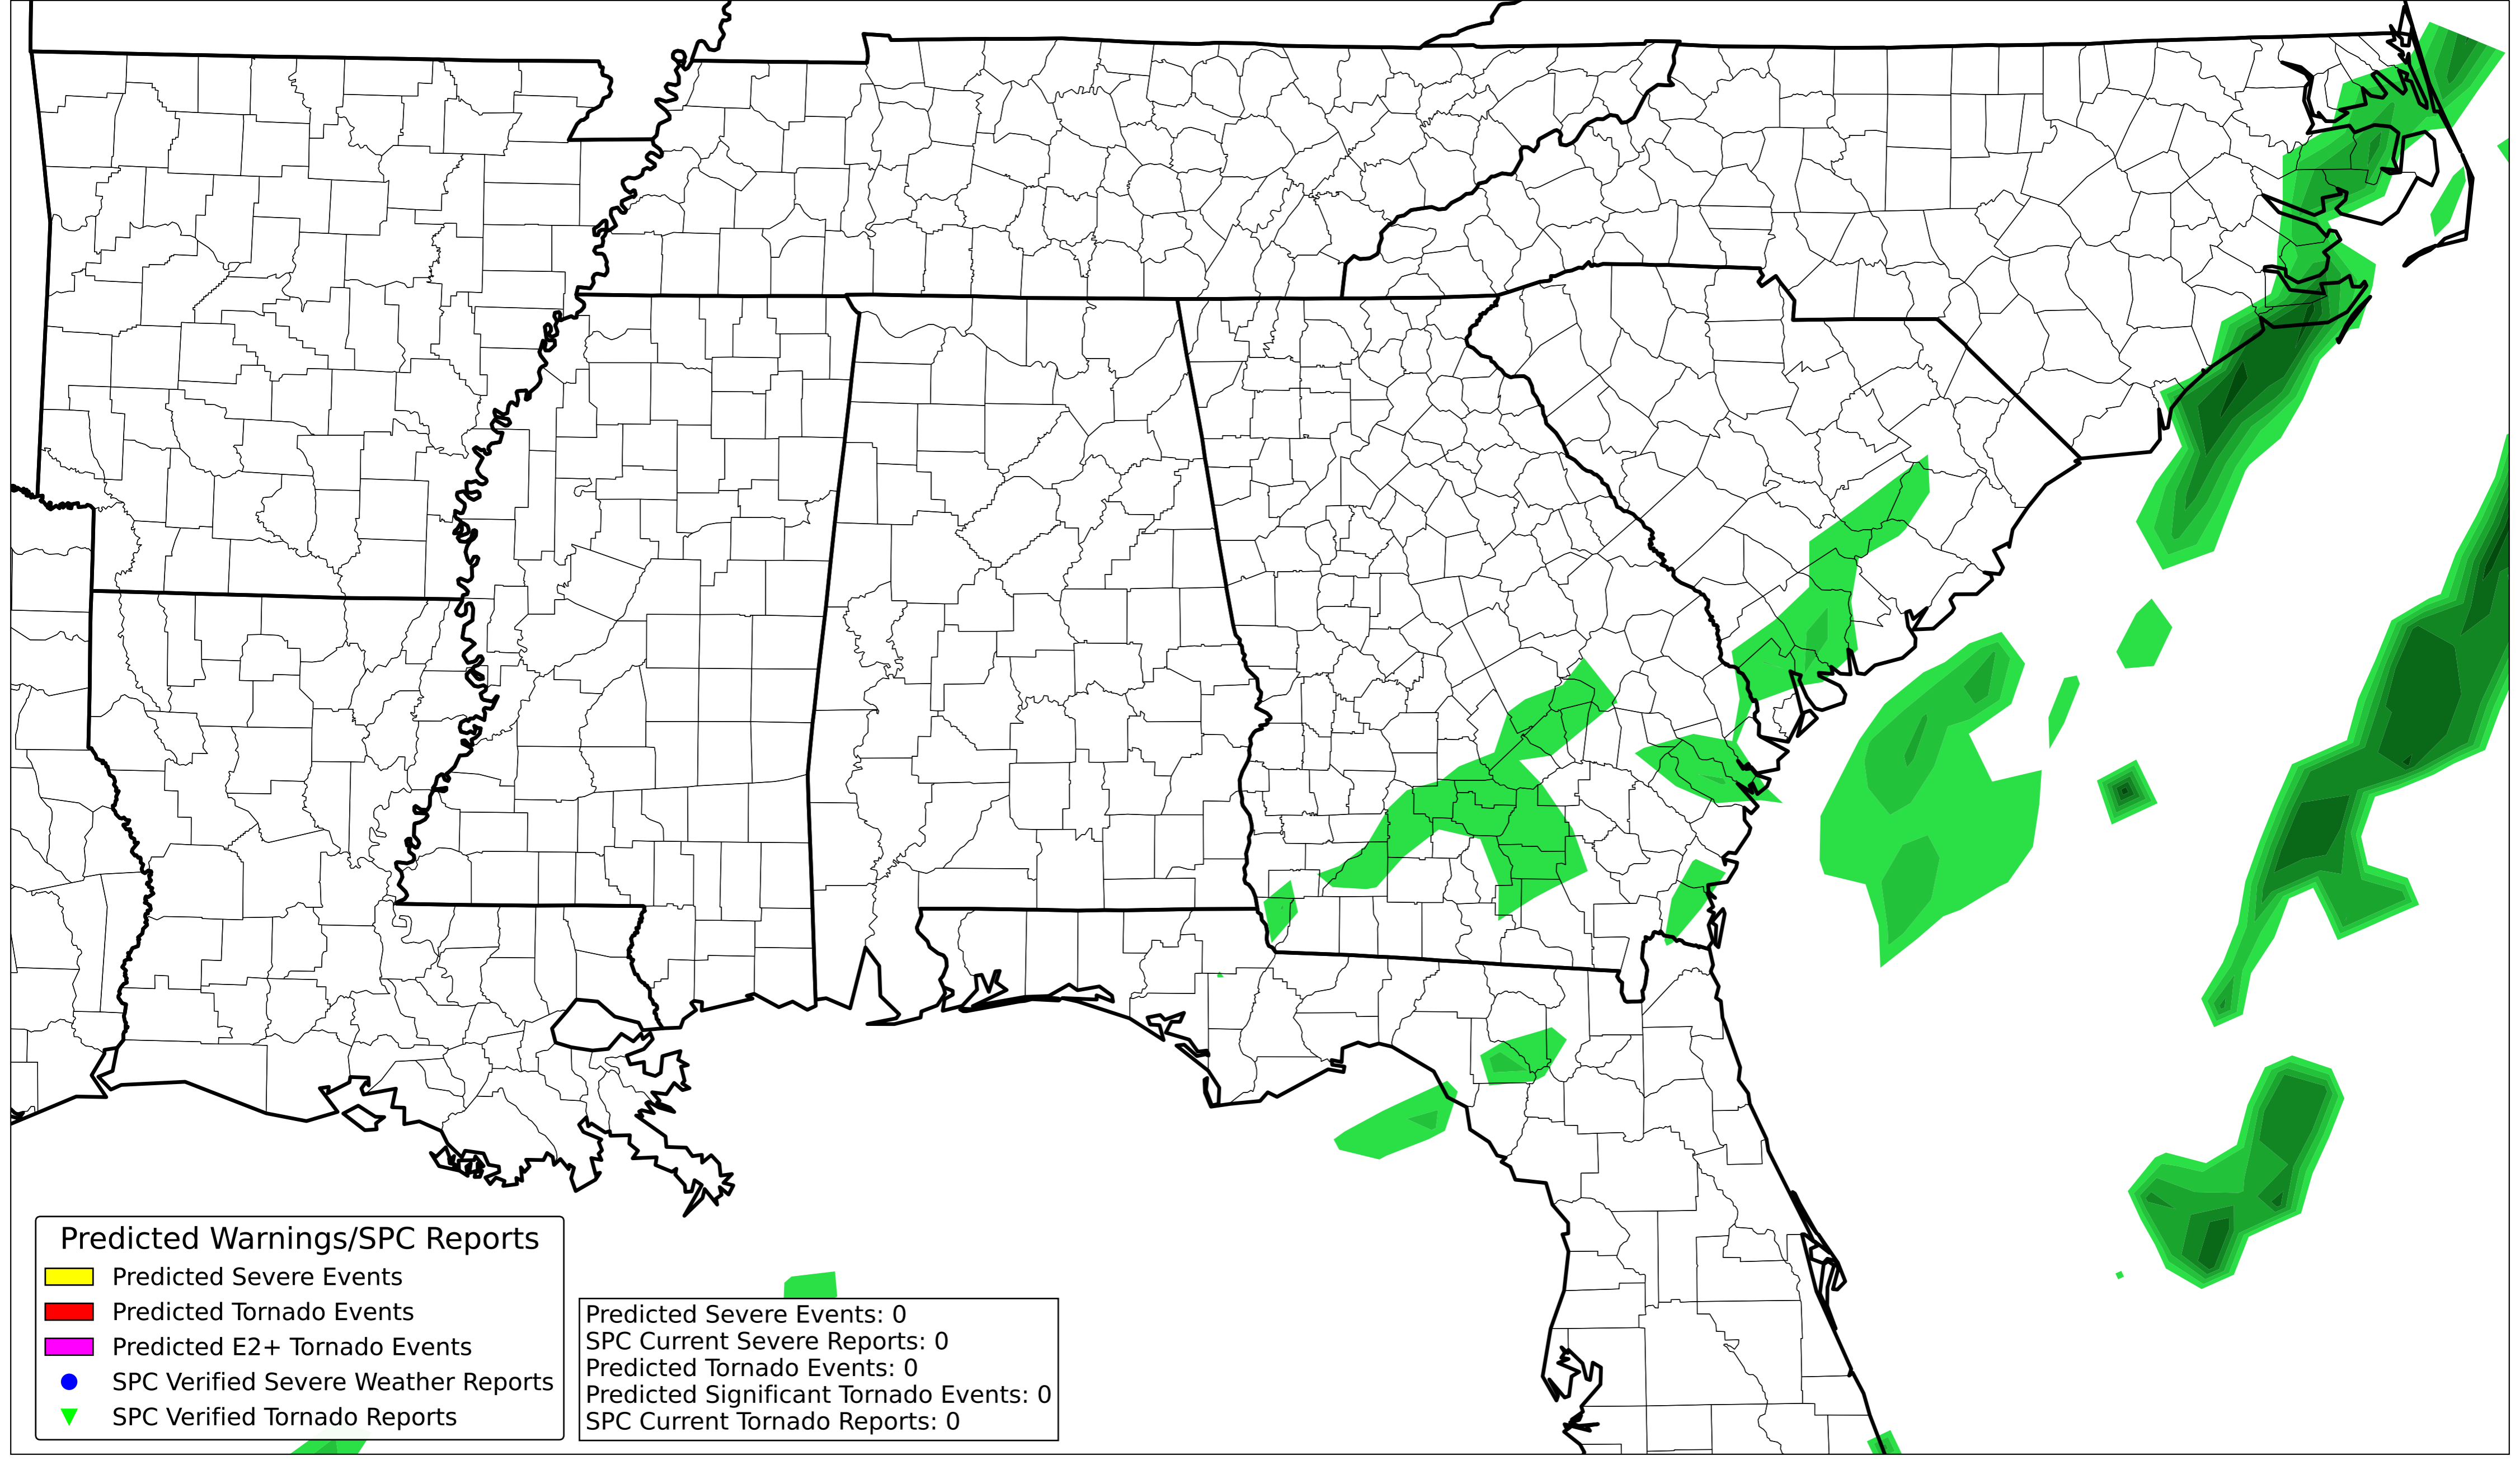 Predicted Warnings/SPC Reports
Predicted Severe Events
Predicted Tornado Events
Predicted E2+ Tornado Events
SPC Verified Severe Weather Reports
SPC Verified Tornado Reports
Predicted Severe Events: 0
SPC Current Severe Reports: 0
Predicted Tornado Events: 0
Predicted Significant Tornado Events: 0
SPC Current Tornado Reports: 0